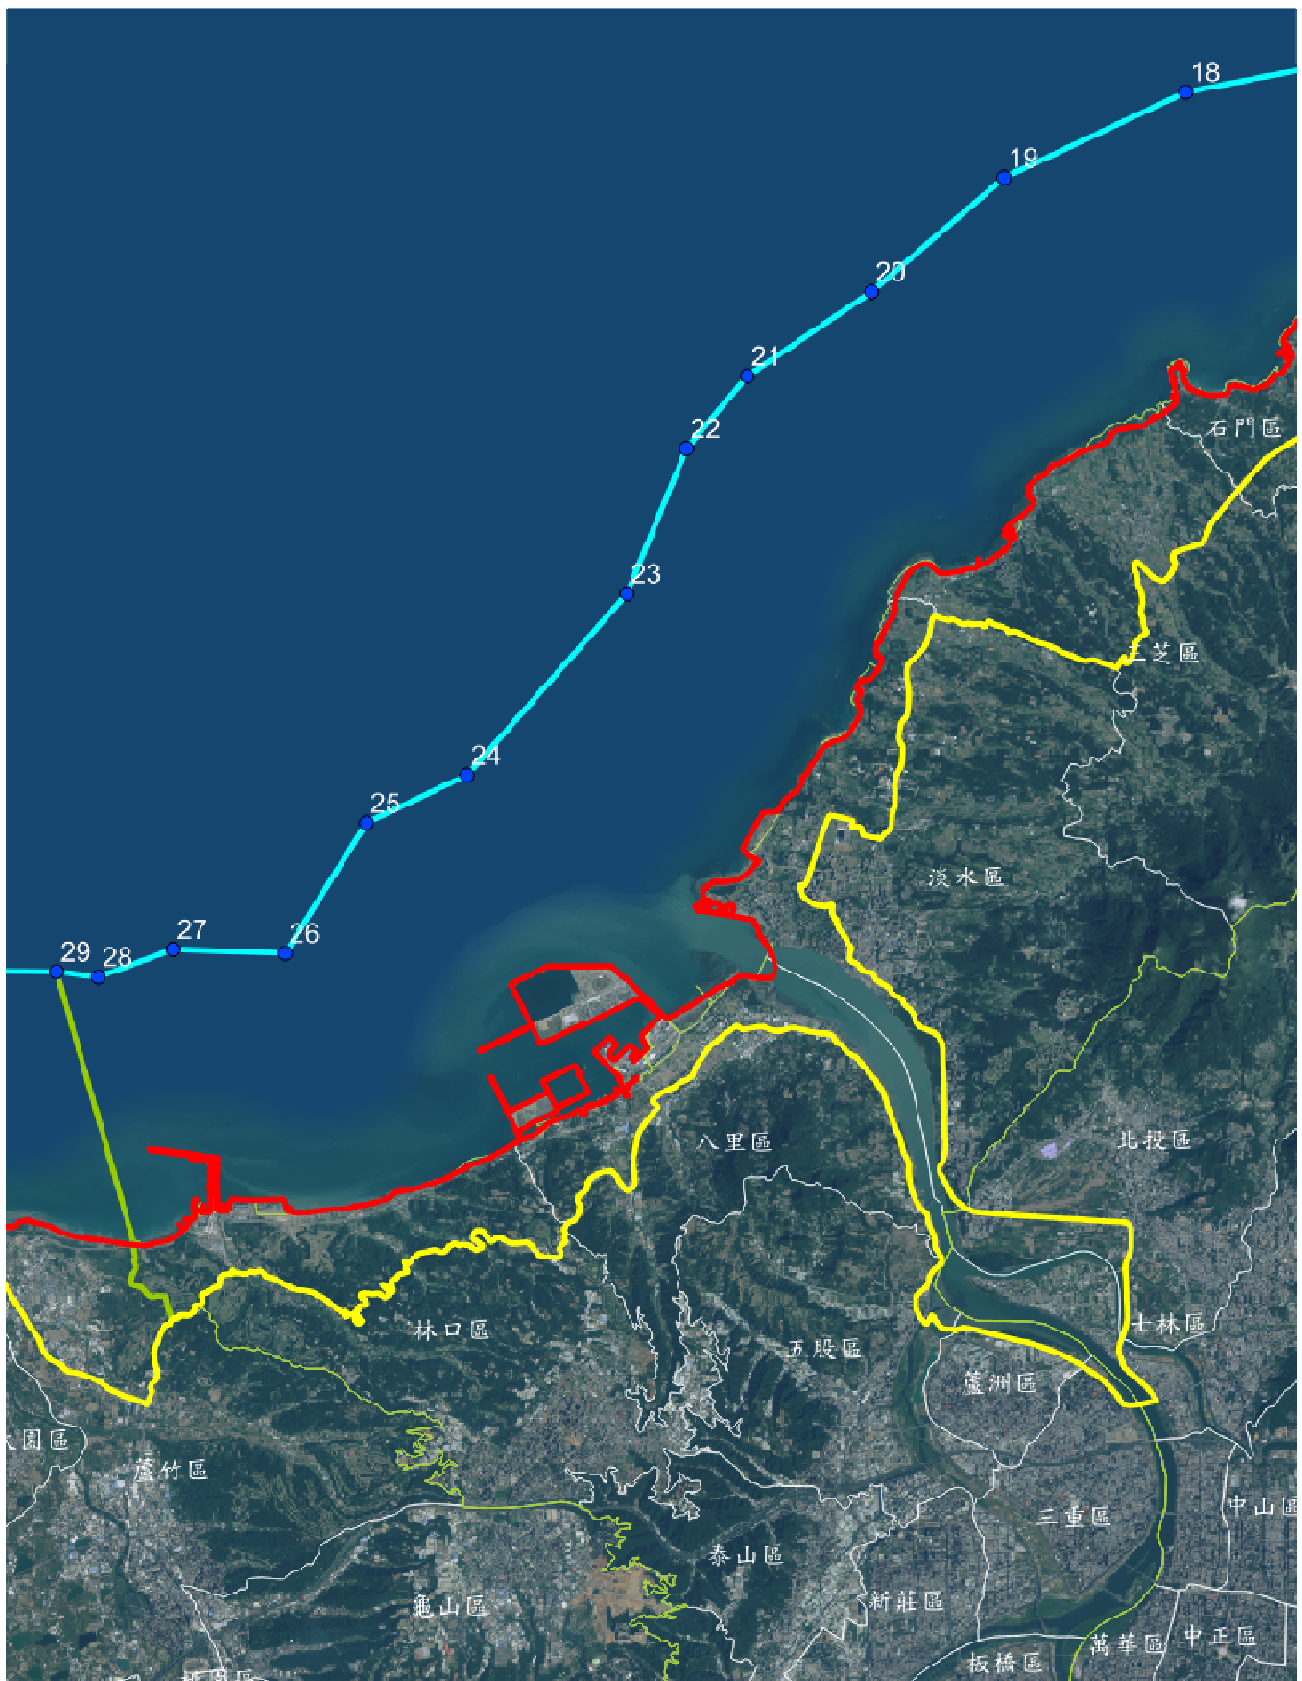 18
19
20
21
石門區
22
23
三芝區
24
25
淡水區
27
26
29
28
八里區
北投區
林口區
士林區
五股區
蘆洲區
園區
蘆竹區
中山區
三重區
泰山區
龜山區
新莊區
萬華區
中正區
板橋區